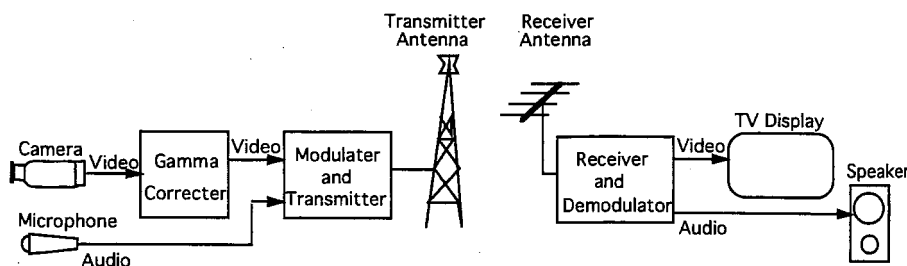 Transmitter
Antenna
Receiver
Antenna
Camera
Video
Gamma
Correcter
Video
Modulater
and
Transmitter
Microphone
Audio
Receiver
and
Demodulator
Video
TV Display
Audio
Speaker